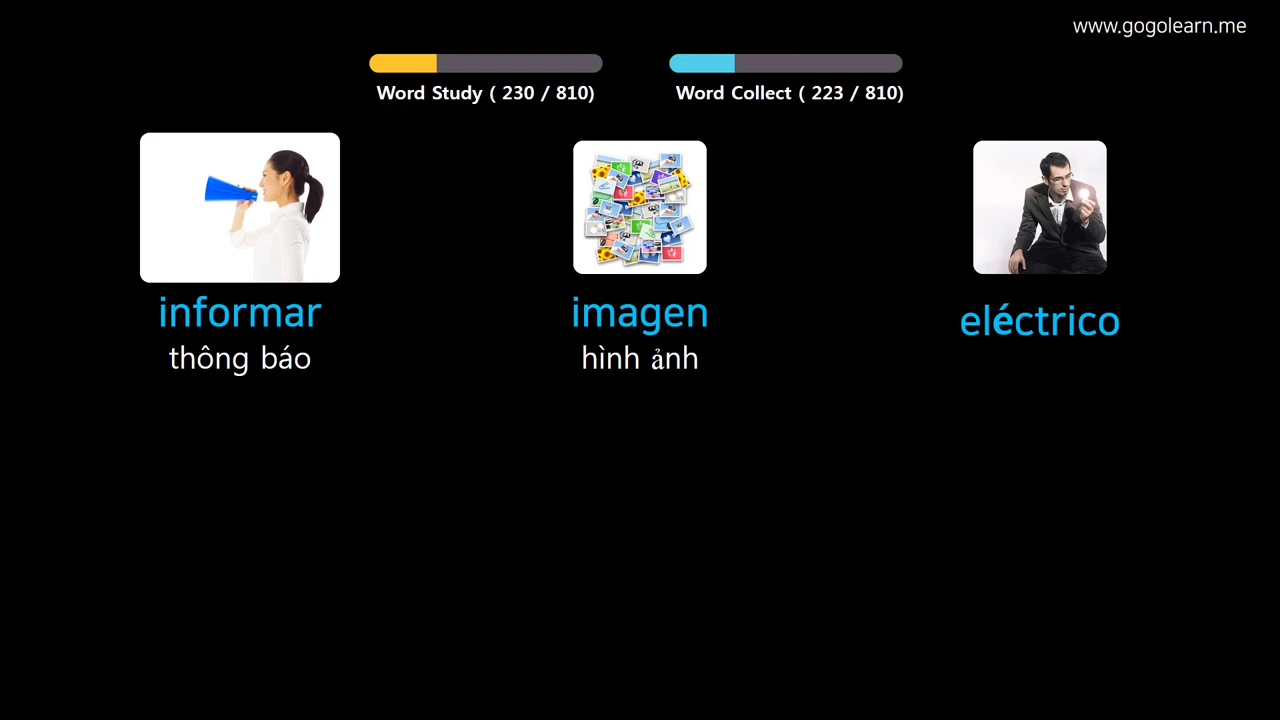 www.gogolearn.me
Word Study ( 230 / 810)
Word Collect ( 223 / 810)
informar
thông báo
imagen
hình ảnh
eléctrico